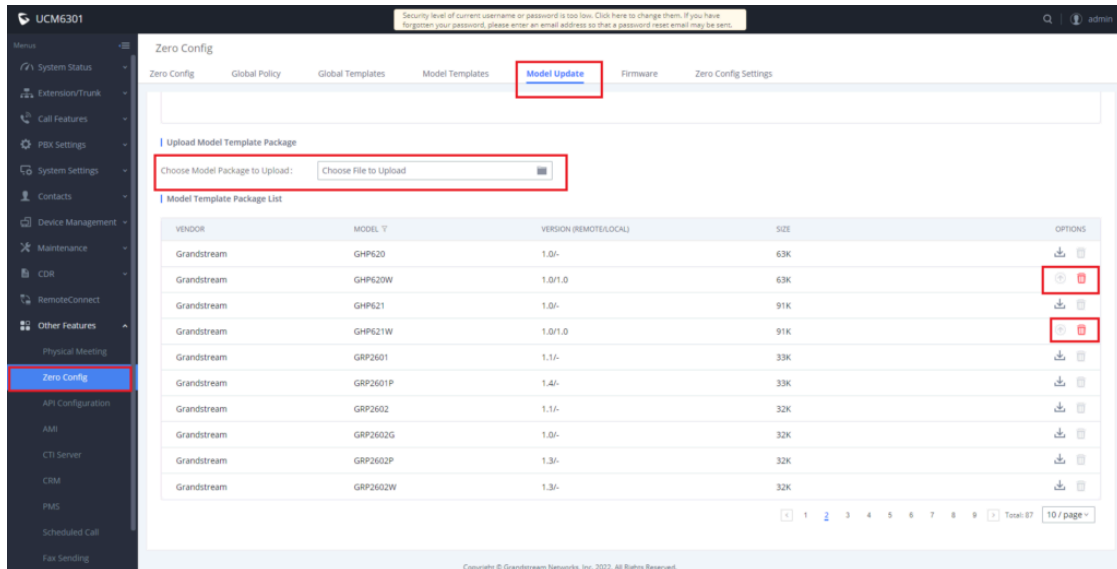 UCM6301
Security level of current username or password is too low. Click here to change them. If you have
forgotten your password, please enter an email address so that a password reset email may be sent.
admin
Menus
System Status
Extension/Trunk
Call Features
PBX Settings
System Settings
Contacts
Device Management
Maintenance
CDR
RemoteConnect
Other Features
Physical Meeting
Zero Config
API Configuration
AMI
CTI Server
CRM
PMS
Scheduled Call
Fax Sending
Zero Config
Zero Config Global Policy Global Templates Model Templates Model Update Firmware Zero Config Settings
Upload Model Template Package
Choose Model Package to Upload: Choose File to Upload
Model Template Package List
VENDOR MODEL VERSION (REMOTE/LOCAL) SIZE OPTIONS
Grandstream GHP620 1.0/- 63K
Grandstream GHP620W 1.0/1.0 63K
Grandstream GHP621 1.0/- 91K
Grandstream GHP621W 1.0/1.0 91K
Grandstream GRP2601 1.1/- 33K
Grandstream GRP2601P 1.4/- 33K
Grandstream GRP2602 1.1/- 32K
Grandstream GRP2602G 1.0/- 32K
Grandstream GRP2602P 1.3/- 32K
Grandstream GRP2602W 1.3/- 32K
< 1 2 3 4 5 6 7 8 9 > Total: 87 10 / page
Copyright © Grandstream Networks, Inc. 2022. All Rights Reserved.